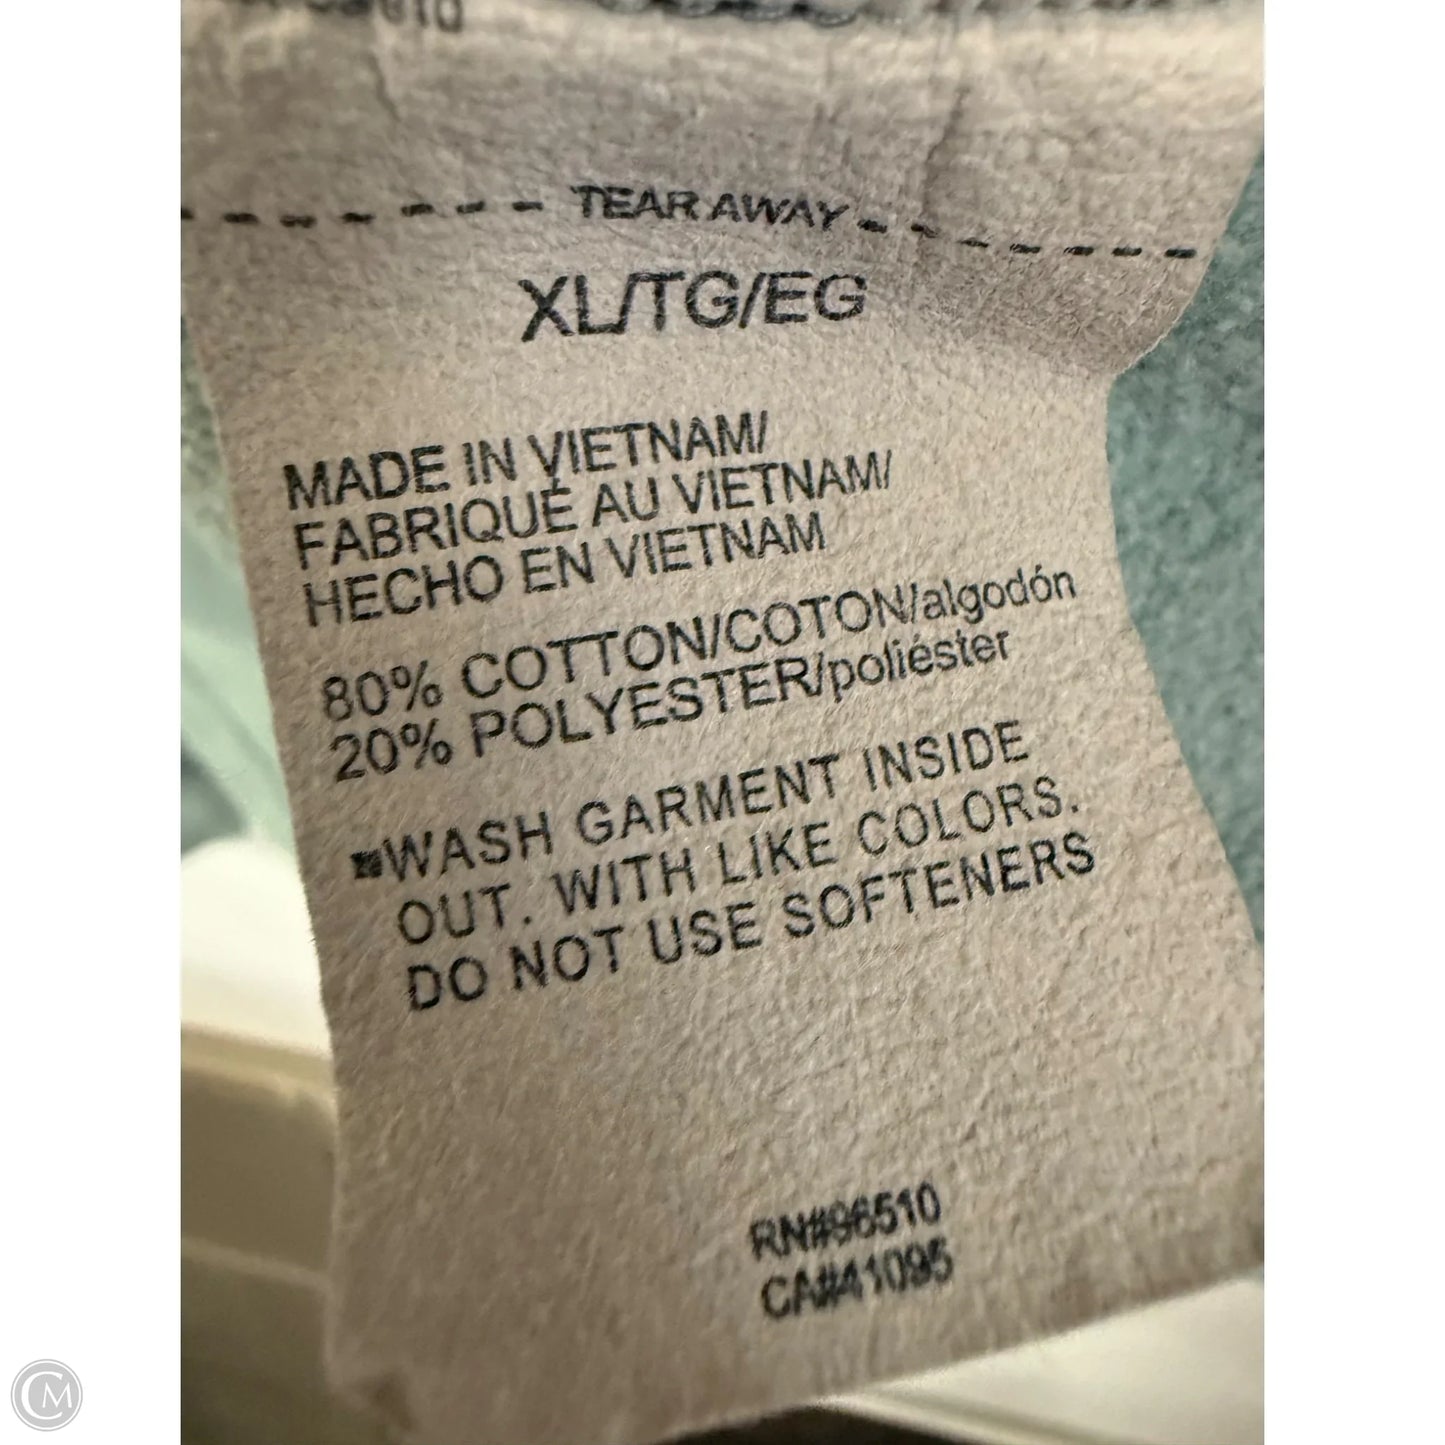 TEAR AWAY
XL/TG/EG
MADE IN VIETNAM/
FABRIQUÉ AU VIETNAM/
HECHO EN VIETNAM
80% COTTON/COTON/algodón
20% POLYESTER/poliéster
WASH GARMENT INSIDE
OUT. WITH LIKE COLORS.
DO NOT USE SOFTENERS
RN#96510
CA#41095
CM